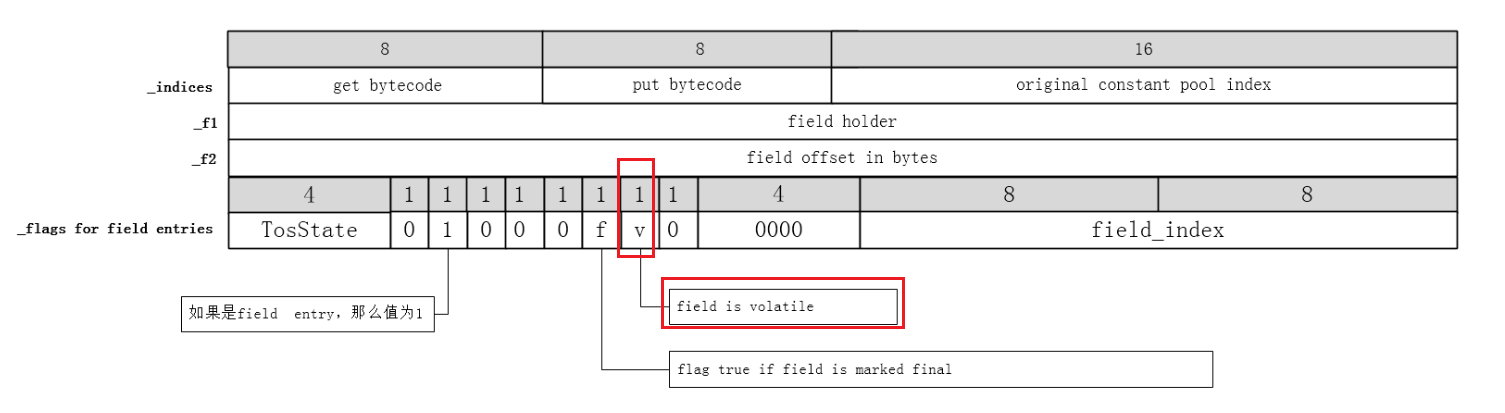 8 8 16
_indices get bytecode put bytecode original constant pool index
_f1 field holder
_f2 field offset in bytes
4 1 1 1 1 1 1 1 1 4 8 8
_flags for field entries TosState 0 1 0 0 0 f v 0 0000 field_index
如果是field entry，那么值为1
field is volatile
flag true if field is marked final